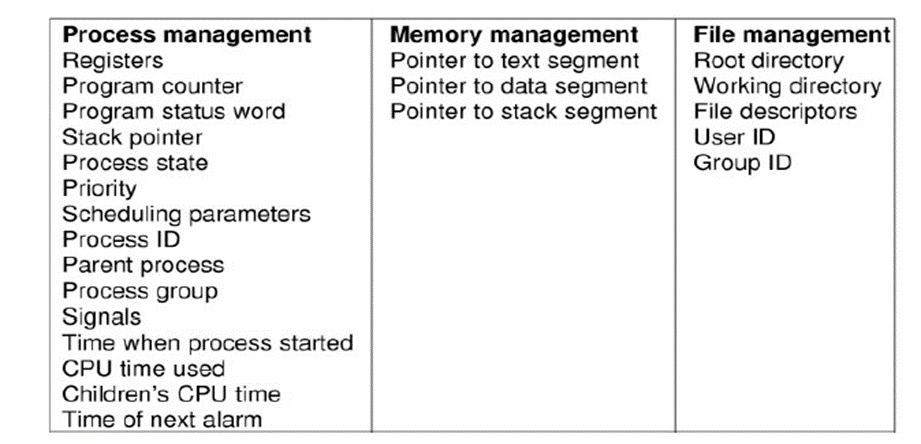 Process management
Registers
Program counter
Program status word
Stack pointer
Process state
Priority
Scheduling parameters
Process ID
Parent process
Process group
Signals
Time when process started
CPU time used
Children's CPU time
Time of next alarm
Memory management
Pointer to text segment
Pointer to data segment
Pointer to stack segment
File management
Root directory
Working directory
File descriptors
User ID
Group ID